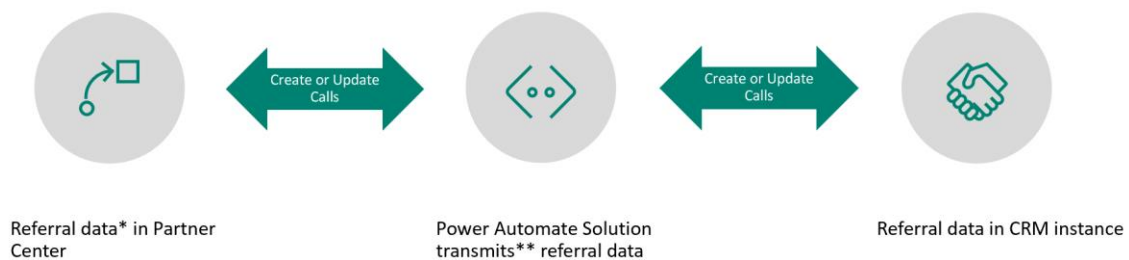 Create or Update
Calls
Create or Update
Calls
Referral data* in Partner
Center
Power Automate Solution
transmits** referral data
Referral data in CRM instance